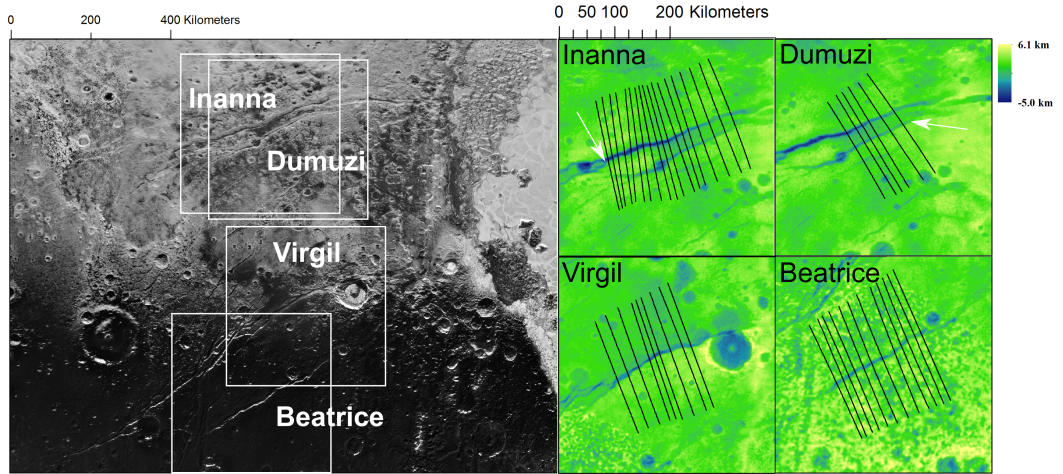 0 200 400 Kilometers
Inanna
Dumuzi
Virgil
Beatrice
0 50 100 200 Kilometers
Inanna Dumuzi
6.1 km
-5.0 km
Virgil Beatrice